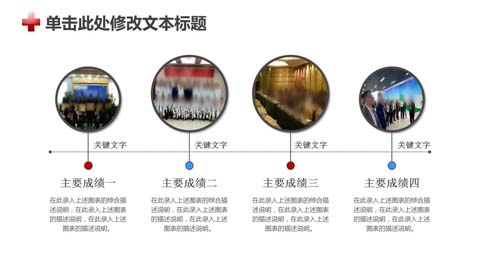 单击此处修改文本标题
关键文字 关键文字 关键文字 关键文字
主要成绩一 主要成绩二 主要成绩三 主要成绩四
在此录入上述图表的综合描
述说明，在此录入上述图表
的描述说明，在此录入上述
图表的描述说明。
在此录入上述图表的综合描
述说明，在此录入上述图表
的描述说明，在此录入上述
图表的描述说明。
在此录入上述图表的综合描
述说明，在此录入上述图表
的描述说明，在此录入上述
图表的描述说明。
在此录入上述图表的综合描
述说明，在此录入上述图表
的描述说明，在此录入上述
图表的描述说明。